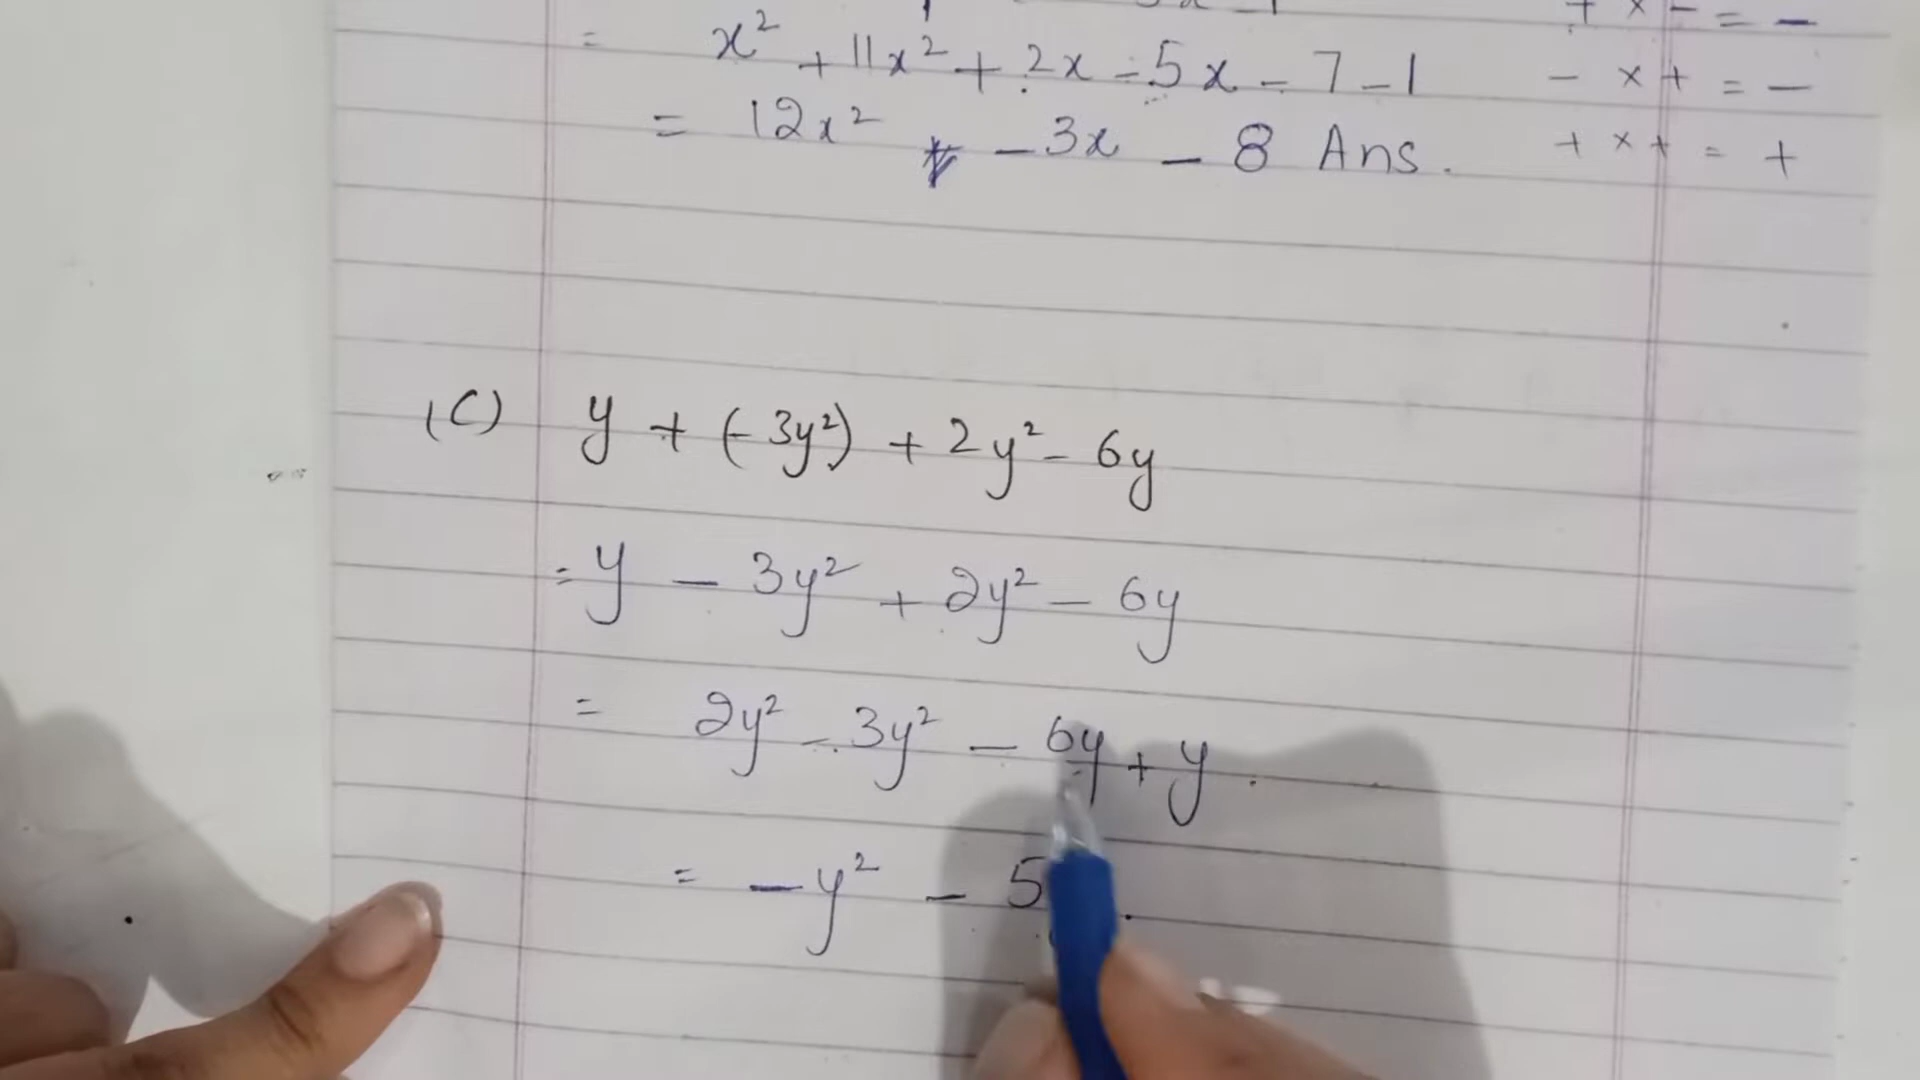 + × - = -
= x² + 11x² + 2x - 5x - 7 - 1
- × + = -
= 12x² - 3x - 8 Ans.
+ × + = +
(C) y + (-3y²) + 2y² - 6y
= y - 3y² + 2y² - 6y
= 2y² - 3y² - 6y + y
= -y² - 5